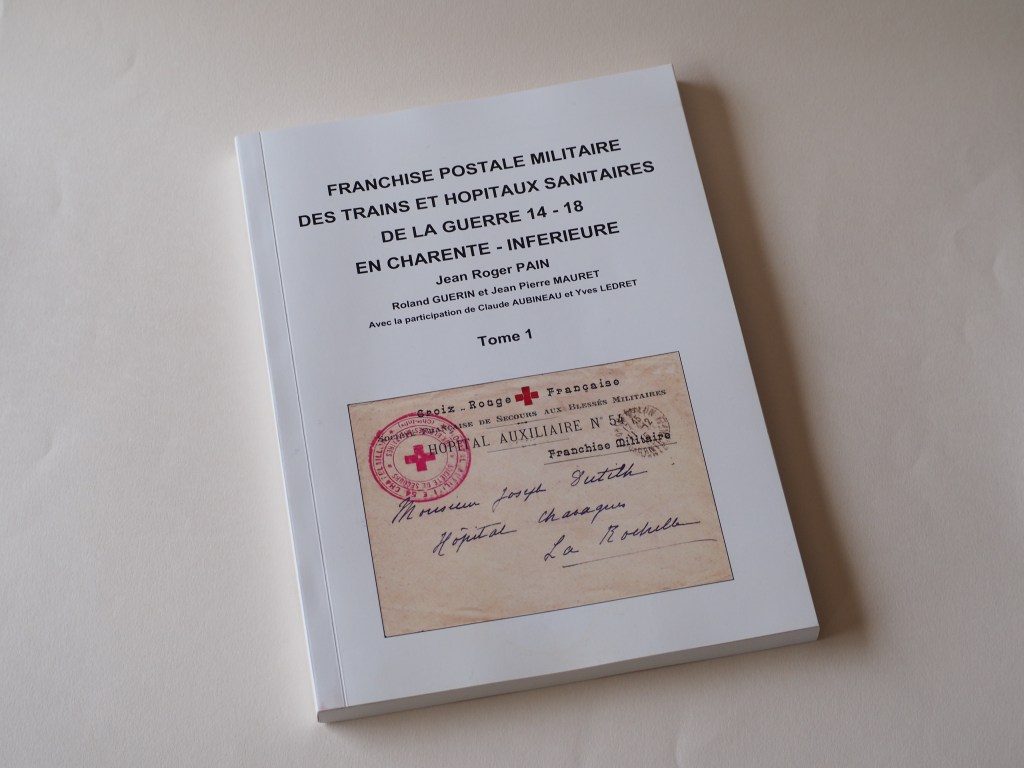 FRANCHISE POSTALE MILITAIRE
DES TRAINS ET HOPITAUX SANITAIRES
DE LA GUERRE 14 - 18
EN CHARENTE - INFERIEURE
Jean Roger PAIN
Roland GUERIN et Jean Pierre MAURET
Avec la participation de Claude AUBINEAU et Yves LEDRET
Tome 1
Croix - Rouge Française
DE SECOURS AUX BLESSÉS MILITAIRES
HÔPITAL AUXILIAIRE N° 54
Franchise Militaire
Monsieur Joseph Dutilh
Hôpital
La Rochelle